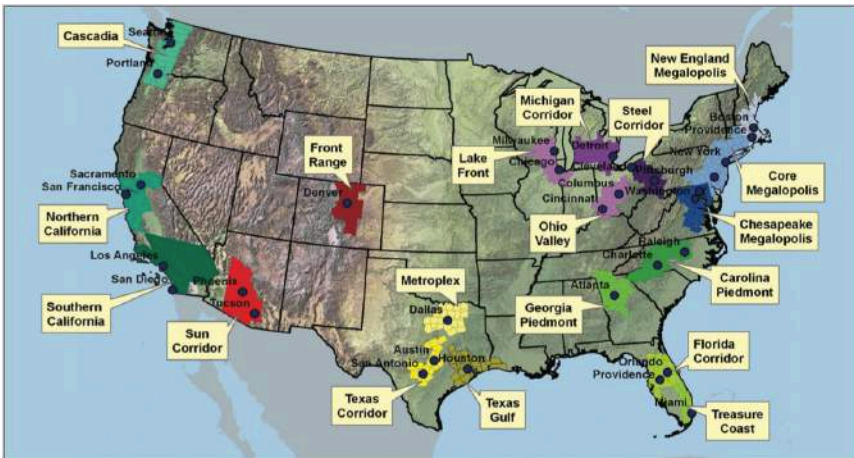 Seattle
Cascadia
Portland
New England
Megalopolis
Michigan
Corridor
Steel
Corridor
Boston
Providence
Milwaukee
Detroit
New York
Front
Range
Lake
Front
Chicago
Cleveland
Pittsburgh
Core
Megalopolis
Sacramento
San Francisco
Denver
Columbus
Washington
Cincinnati
Chesapeake
Megalopolis
Northern
California
Ohio
Valley
Raleigh
Los Angeles
Charlotte
San Diego
Phoenix
Metroplex
Carolina
Piedmont
Tucson
Atlanta
Southern
California
Dallas
Georgia
Piedmont
Sun
Corridor
Austin
San Antonio
Houston
Florida
Corridor
Orlando
Providence
Texas
Corridor
Texas
Gulf
Miami
Treasure
Coast